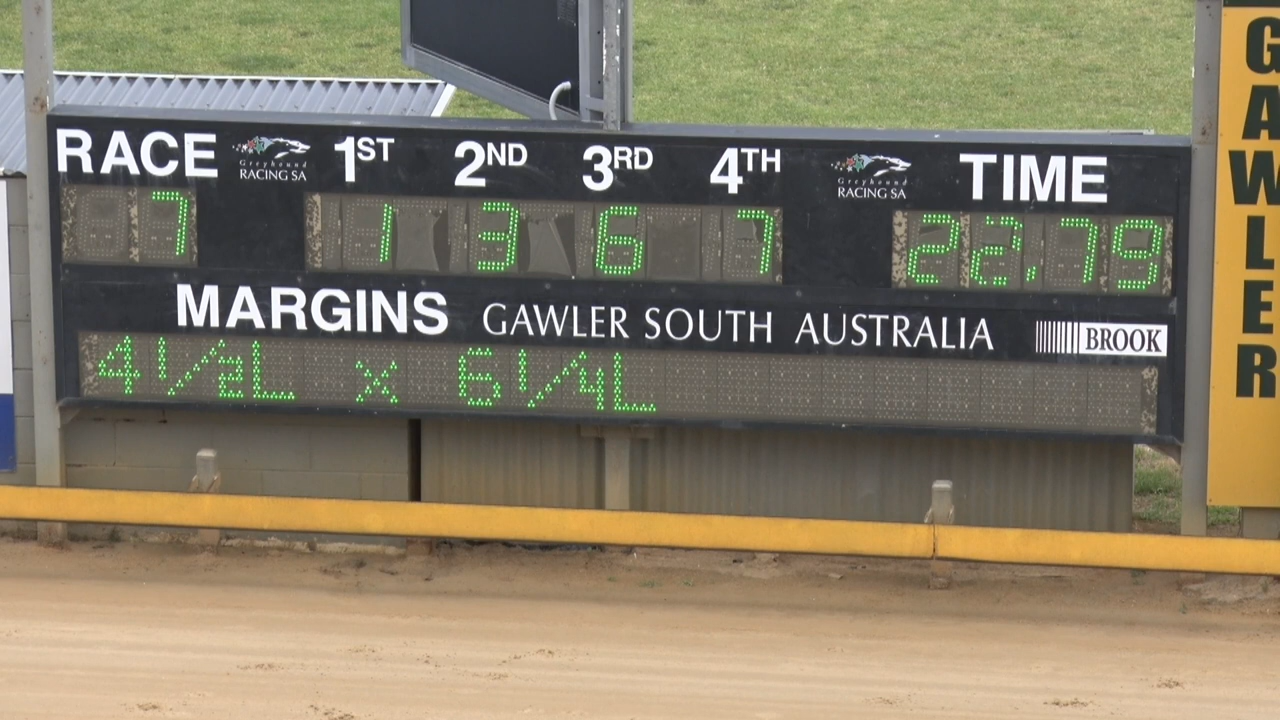 RACE Greyhound RACING SA 1ST 2ND 3RD 4TH Greyhound RACING SA TIME
7 1 3 6 7 22.79
MARGINS GAWLER SOUTH AUSTRALIA BROOK
4 1/2L x 6 1/4L
GAWLER